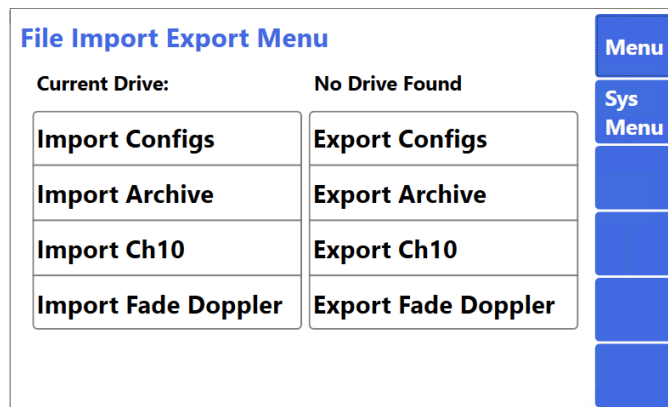 File Import Export Menu
Menu
Current Drive: No Drive Found
Sys
Menu
Import Configs Export Configs
Import Archive Export Archive
Import Ch10 Export Ch10
Import Fade Doppler Export Fade Doppler